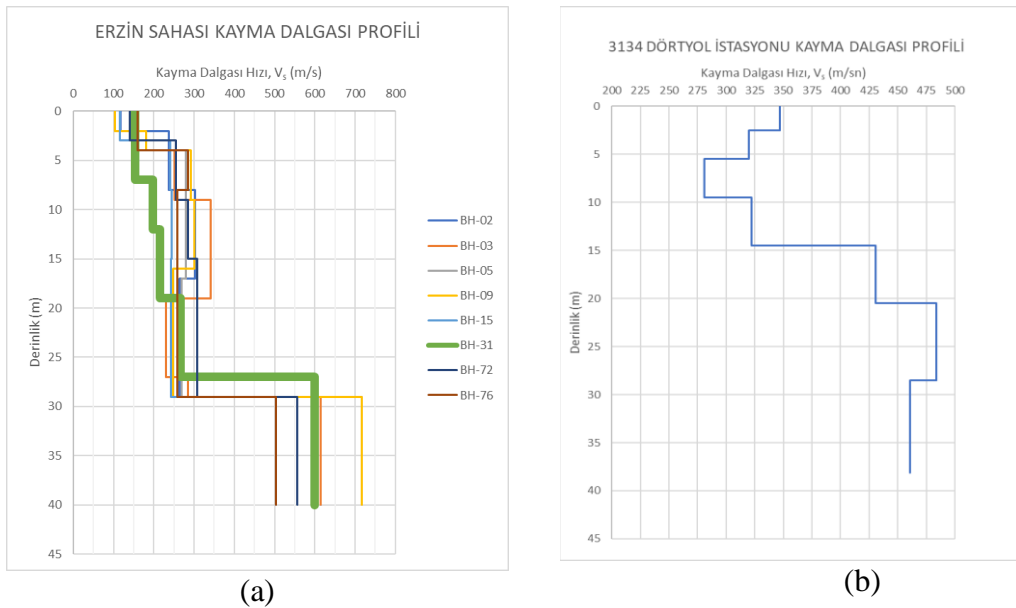 ERZİN SAHASI KAYMA DALGASI PROFİLİ
Kayma Dalgası Hızı, Vs (m/s)
0 100 200 300 400 500 600 700 800
0
5
10
15
20
25
30
35
40
45
Derinlik (m)
BH-02
BH-03
BH-05
BH-09
BH-15
BH-31
BH-72
BH-76
(a)
3134 DÖRTYOL İSTASYONU KAYMA DALGASI PROFİLİ
Kayma Dalgası Hızı, Vs (m/sn)
200 225 250 275 300 325 350 375 400 425 450 475 500
0
5
10
15
20
25
30
35
40
45
Derinlik (m)
(b)